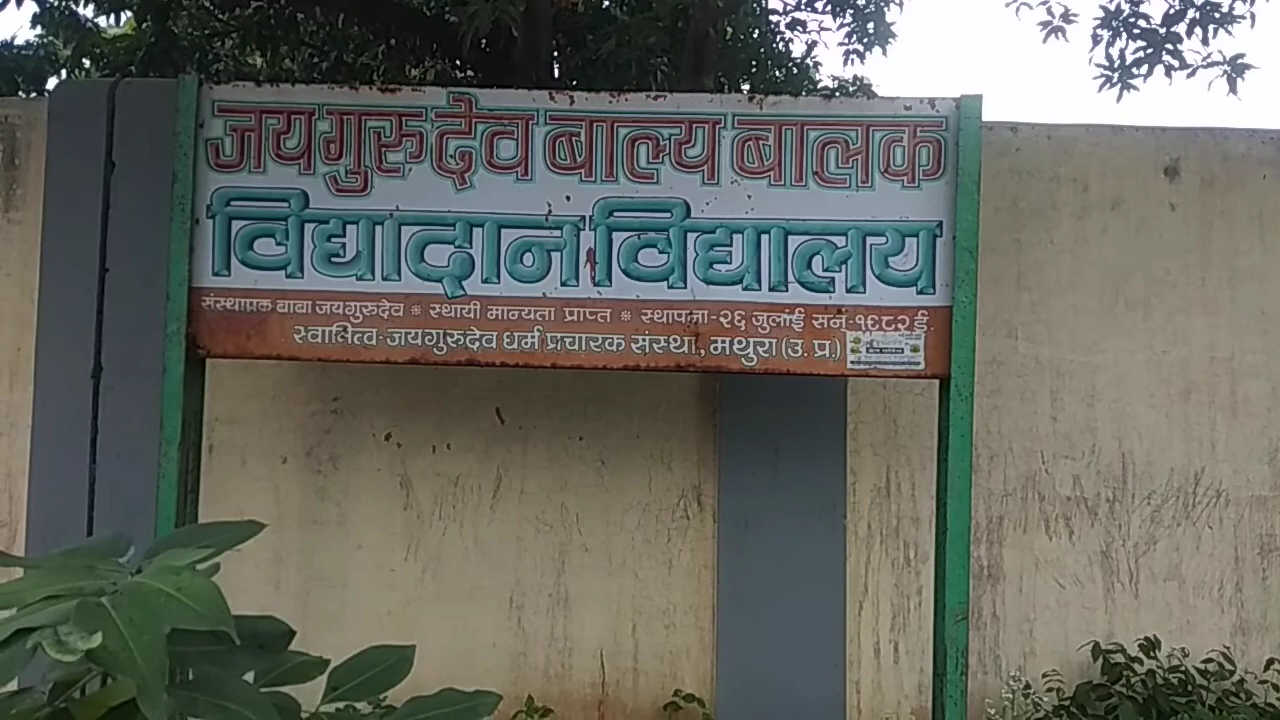 जयगुरुदेव बाल्य बालक
विद्यादान विद्यालय
संस्थापक बाबा जयगुरुदेव * स्थायी मान्यता प्राप्त * स्थापना-२६ जुलाई सन्-१९८२ ई.
स्वामित्व-जयगुरुदेव धर्म प्रचारक संस्था, मथुरा (उ. प्र.)